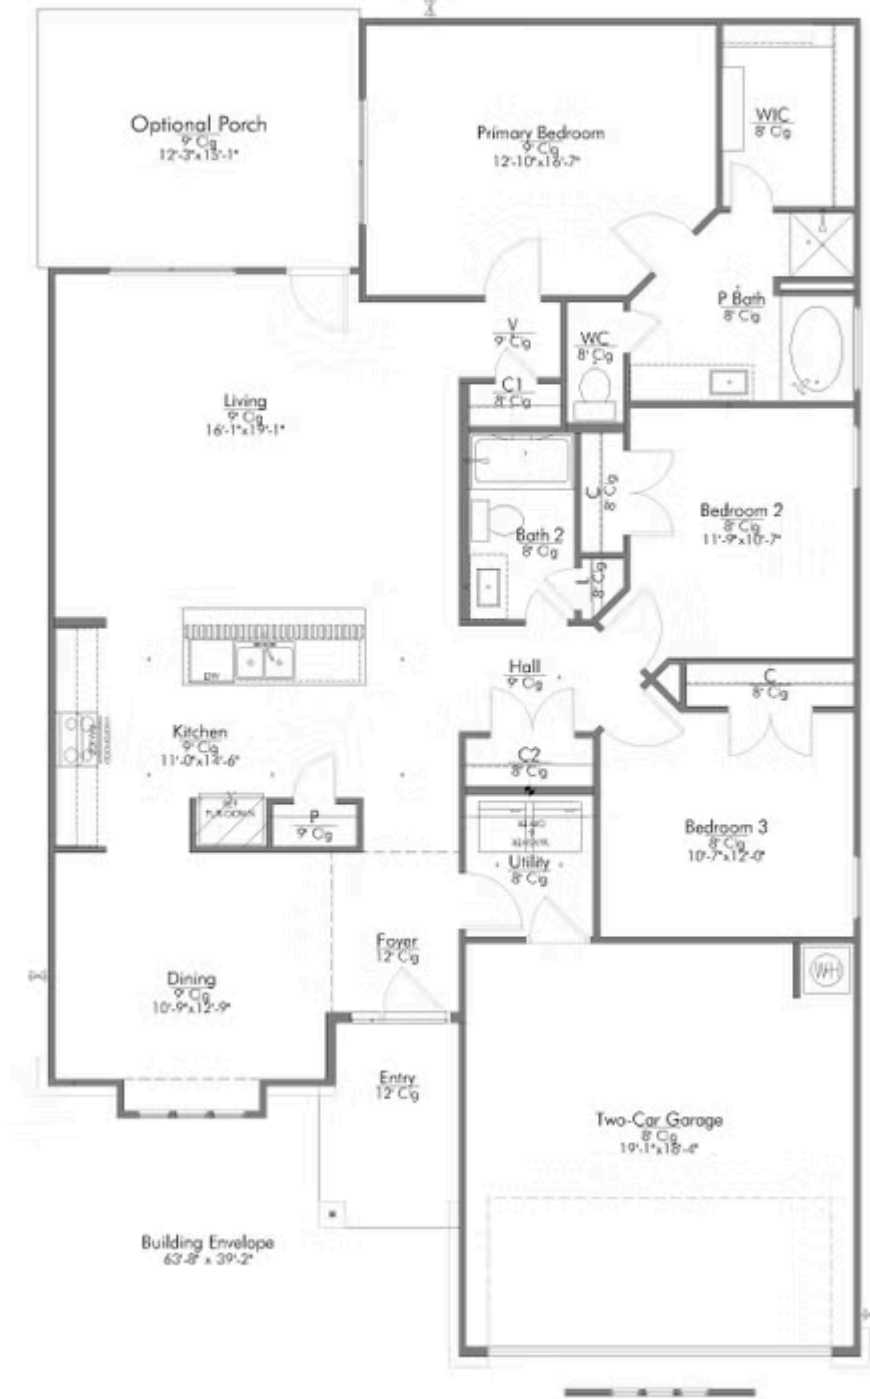 Optional Porch
9' Clg
12'-3"x15'-1"
Primary Bedroom
9' Clg
12'-10"x16'-7"
WIC
8' Clg
P Bath
8' Clg
V
9' Clg
WC
8' Clg
C1
8' Clg
Living
9' Clg
16'-1"x19'-1"
C
8' Clg
Bedroom 2
8' Clg
11'-9"x10'-7"
Bath 2
8' Clg
L
8' Clg
DW
Hall
9' Clg
C
8' Clg
Kitchen
9' Clg
11'-0"x14'-6"
C2
8' Clg
P
9' Clg
Bedroom 3
8' Clg
10'-7"x12'-0"
Utility
8' Clg
Foyer
12' Clg
WH
Dining
9' Clg
10'-9"x12'-9"
Entry
12' Clg
Two-Car Garage
8' Clg
19'-1"x18'-4"
Building Envelope
63'-8" x 39'-2"